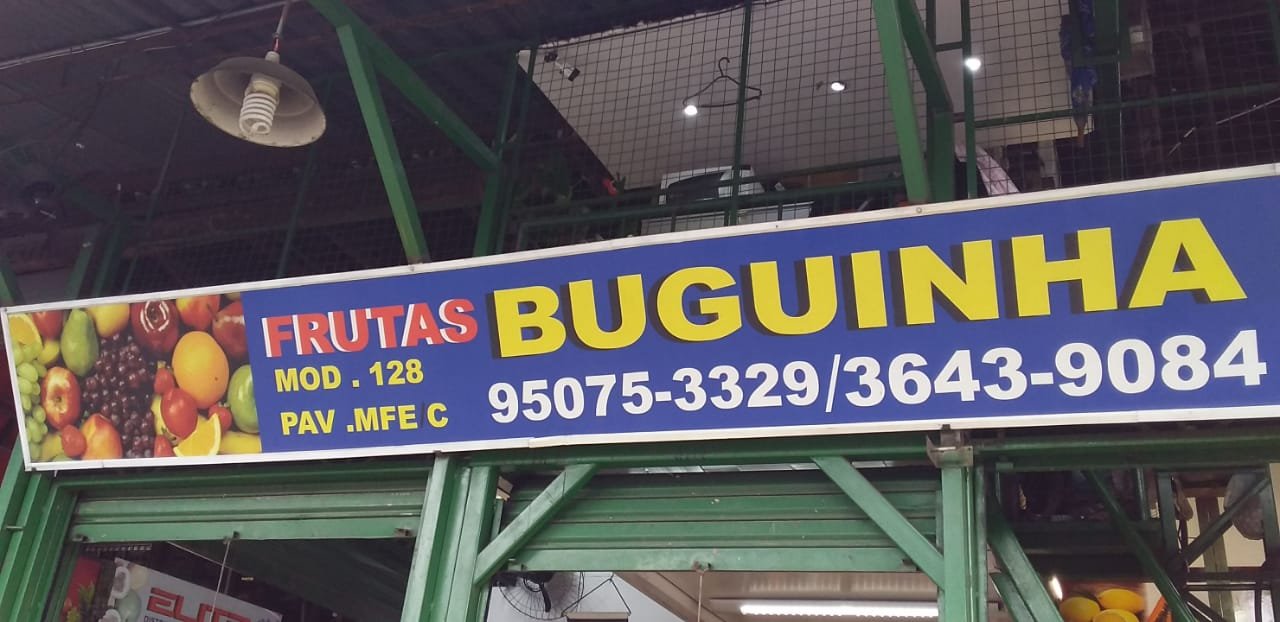 FRUTAS BUGUINHA
MOD . 128
PAV .MFE/C
95075-3329/3643-9084